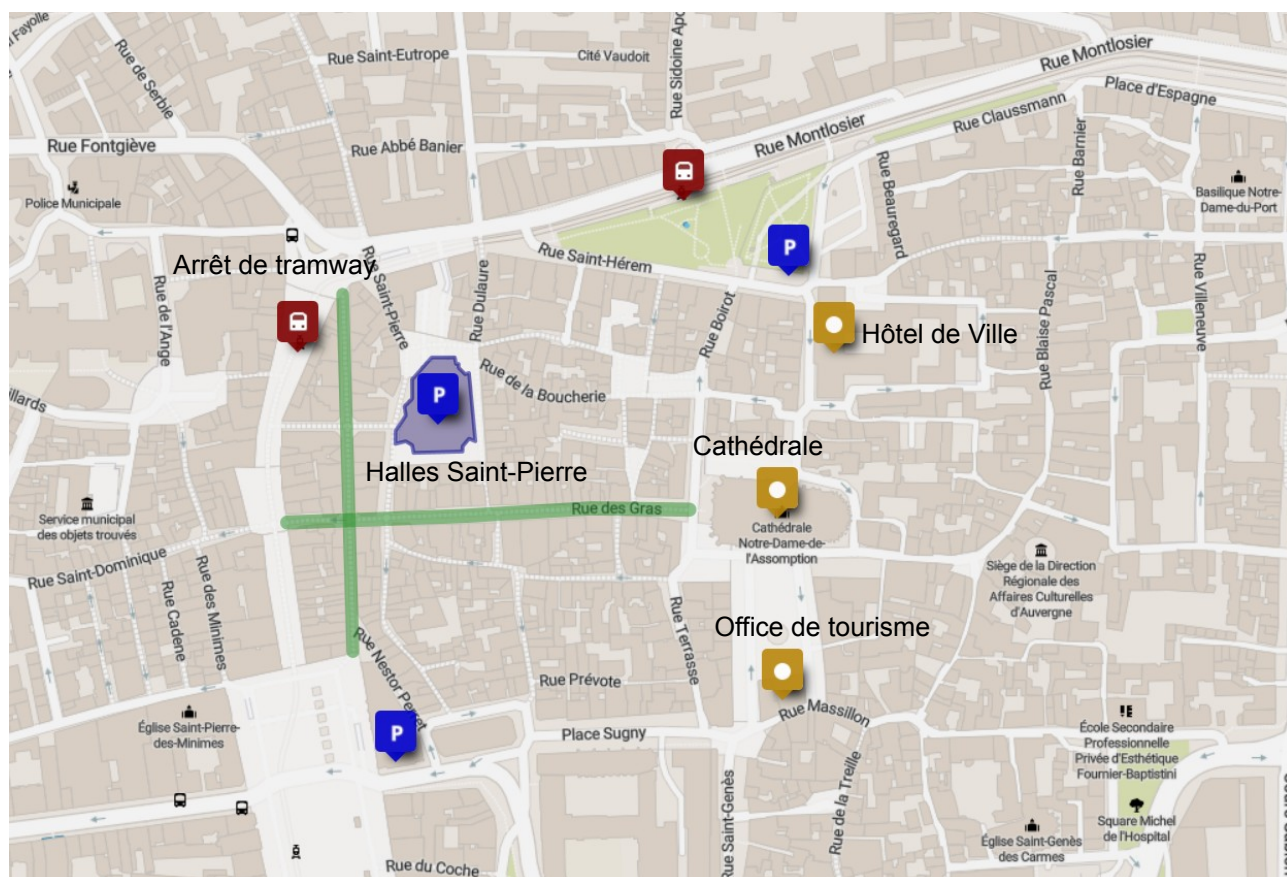 Fayolle
Rue de Serbie
Rue Saint-Eutrope
Cité Vaudoit
Rue Sidoine Apo
Rue Montlosier
Place d'Espagne
Rue Claussmann
Rue Montlosier
Rue Fontgiève
Rue Abbé Banier
Rue Barnier
Rue Beauregard
Police Municipale
Basilique Notre-
Dame-du-Port
P
Arrêt de tramway
Rue Saint-Pierre
Rue Saint-Hérem
Rue de l'Ange
Rue Dulaure
Rue Boirot
Rue Blaise Pascal
Rue Villeneuve
Hôtel de Ville
Rue de la Boucherie
illards
P
Halles Saint-Pierre
Cathédrale
Rue des Gras
Service municipal
des objets trouvés
Cathédrale
Notre-Dame-de-
l'Assomption
Rue Saint-Dominique
Rue Cadene
Rue des Minimes
Siège de la Direction
Régionale des
Affaires Culturelles
d'Auvergne
Rue Terrasse
Office de tourisme
Rue Nestor Perret
Rue Prévote
Rue Massillon
Église Saint-Pierre-
des-Minimes
P
Place Sugny
École Secondaire
Professionnelle
Privée d'Esthétique
Fournier-Baptistini
Rue Saint-Genès
Rue de la Treille
Square Michel
de l'Hospital
Église Saint-Genès
des Carmes
Rue du Coche